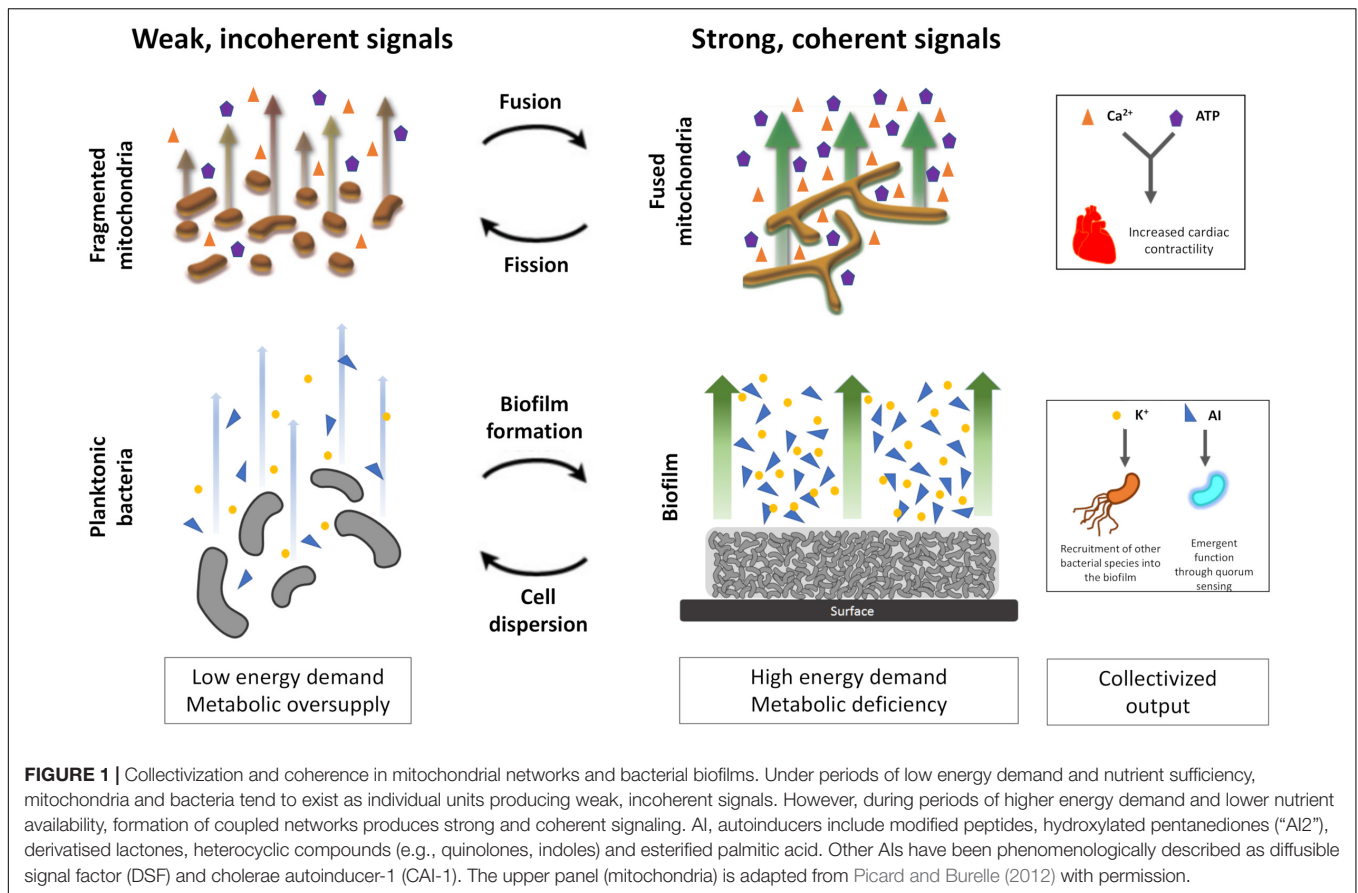 Weak, incoherent signals
Strong, coherent signals
Fragmented
mitochondria
Fusion
Fission
Fused
mitochondria
Ca²⁺
ATP
Increased cardiac
contractility
Planktonic
bacteria
Biofilm
formation
Cell
dispersion
Biofilm
Surface
K⁺
AI
Recruitment of other
bacterial species into
the biofilm
Emergent
function
through quorum
sensing
Low energy demand
Metabolic oversupply
High energy demand
Metabolic deficiency
Collectivized
output
FIGURE 1 | Collectivization and coherence in mitochondrial networks and bacterial biofilms. Under periods of low energy demand and nutrient sufficiency,
mitochondria and bacteria tend to exist as individual units producing weak, incoherent signals. However, during periods of higher energy demand and lower nutrient
availability, formation of coupled networks produces strong and coherent signaling. AI, autoinducers include modified peptides, hydroxylated pentanediones (“AI2”),
derivatised lactones, heterocyclic compounds (e.g., quinolones, indoles) and esterified palmitic acid. Other AIs have been phenomenologically described as diffusible
signal factor (DSF) and cholerae autoinducer-1 (CAI-1). The upper panel (mitochondria) is adapted from Picard and Burelle (2012) with permission.